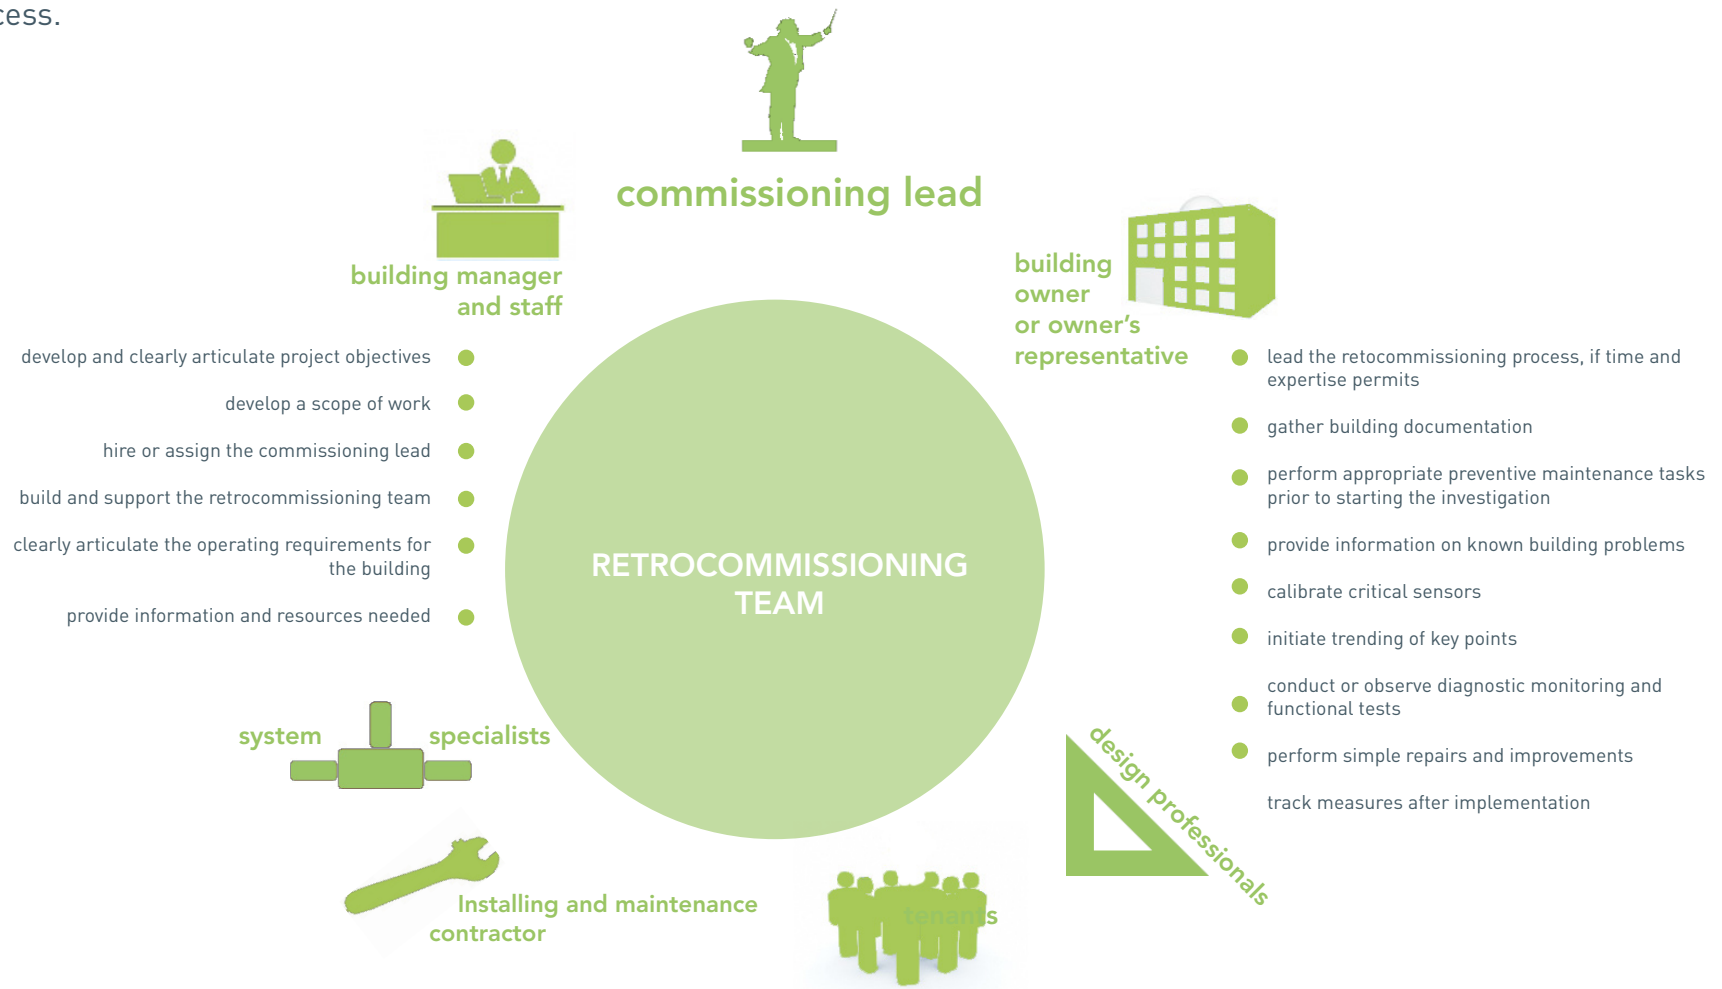 cess.
commissioning lead
building manager
and staff
develop and clearly articulate project objectives
develop a scope of work
hire or assign the commissioning lead
build and support the retrocommissioning team
clearly articulate the operating requirements for
the building
provide information and resources needed
building
owner
or owner's
representative
lead the retocommissioning process, if time and
expertise permits
gather building documentation
perform appropriate preventive maintenance tasks
prior to starting the investigation
provide information on known building problems
calibrate critical sensors
initiate trending of key points
conduct or observe diagnostic monitoring and
functional tests
perform simple repairs and improvements
track measures after implementation
RETROCOMMISSIONING
TEAM
system specialists
design professionals
Installing and maintenance
contractor
tenants